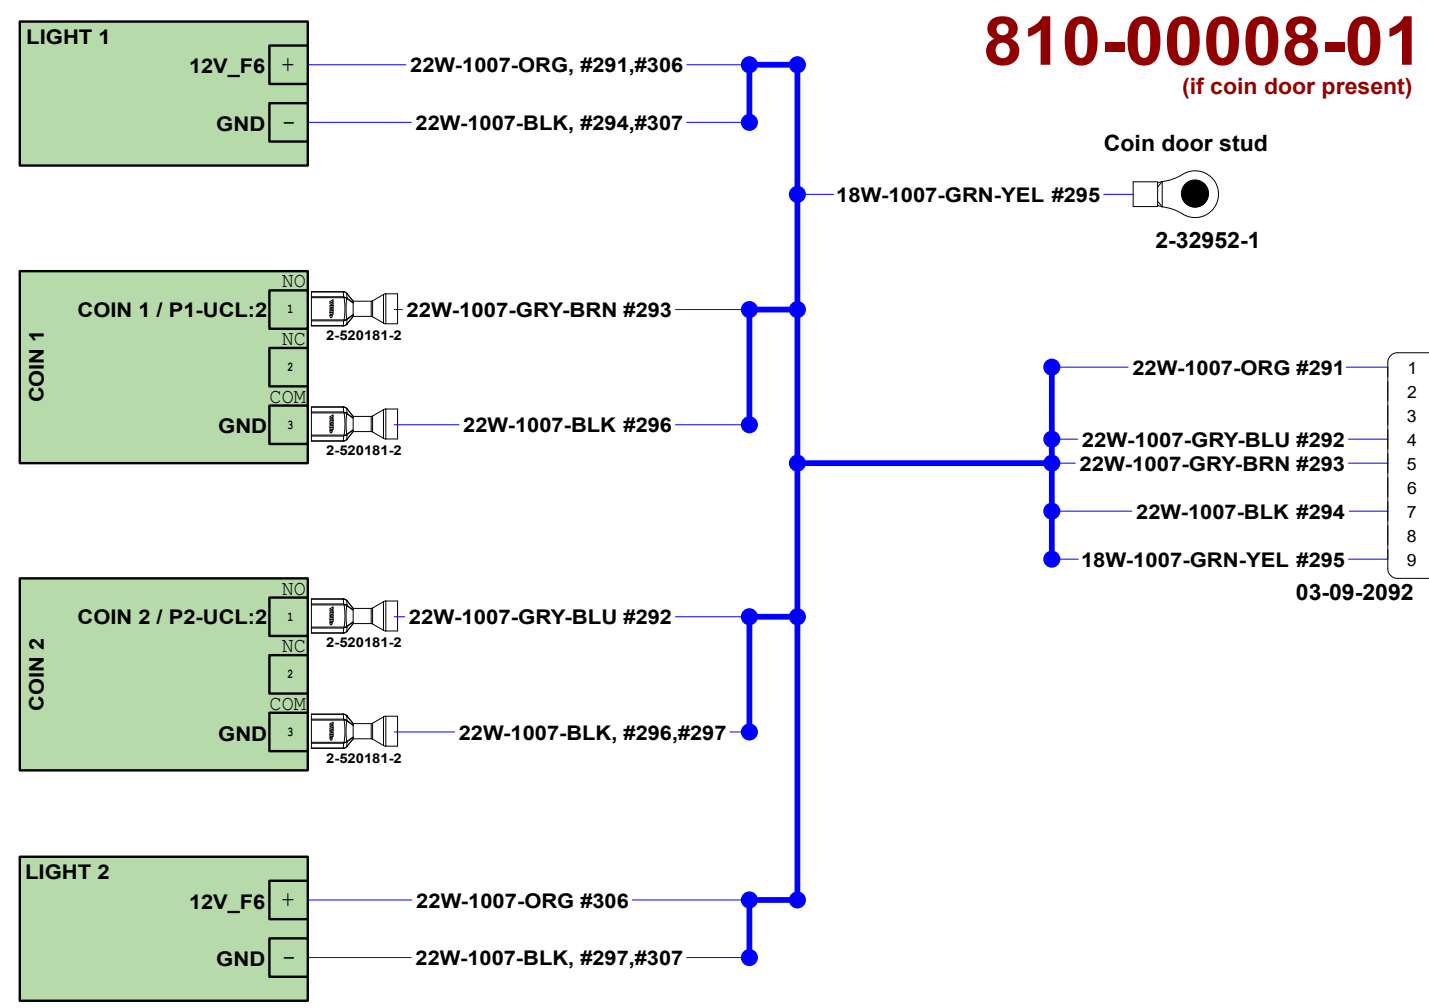 810-00008-01
(if coin door present)
LIGHT 1
12V_F6 +
22W-1007-ORG, #291,#306
GND −
22W-1007-BLK, #294,#307
Coin door stud
18W-1007-GRN-YEL #295
2-32952-1
COIN 1
NO
COIN 1 / P1-UCL:2 1
22W-1007-GRY-BRN #293
2-520181-2
NC
2
COM
GND 3
22W-1007-BLK #296
2-520181-2
22W-1007-ORG #291 1
2
3
22W-1007-GRY-BLU #292 4
22W-1007-GRY-BRN #293 5
6
22W-1007-BLK #294 7
8
18W-1007-GRN-YEL #295 9
03-09-2092
COIN 2
NO
COIN 2 / P2-UCL:2 1
22W-1007-GRY-BLU #292
2-520181-2
NC
2
COM
GND 3
22W-1007-BLK, #296,#297
2-520181-2
LIGHT 2
12V_F6 +
22W-1007-ORG #306
GND −
22W-1007-BLK, #297,#307